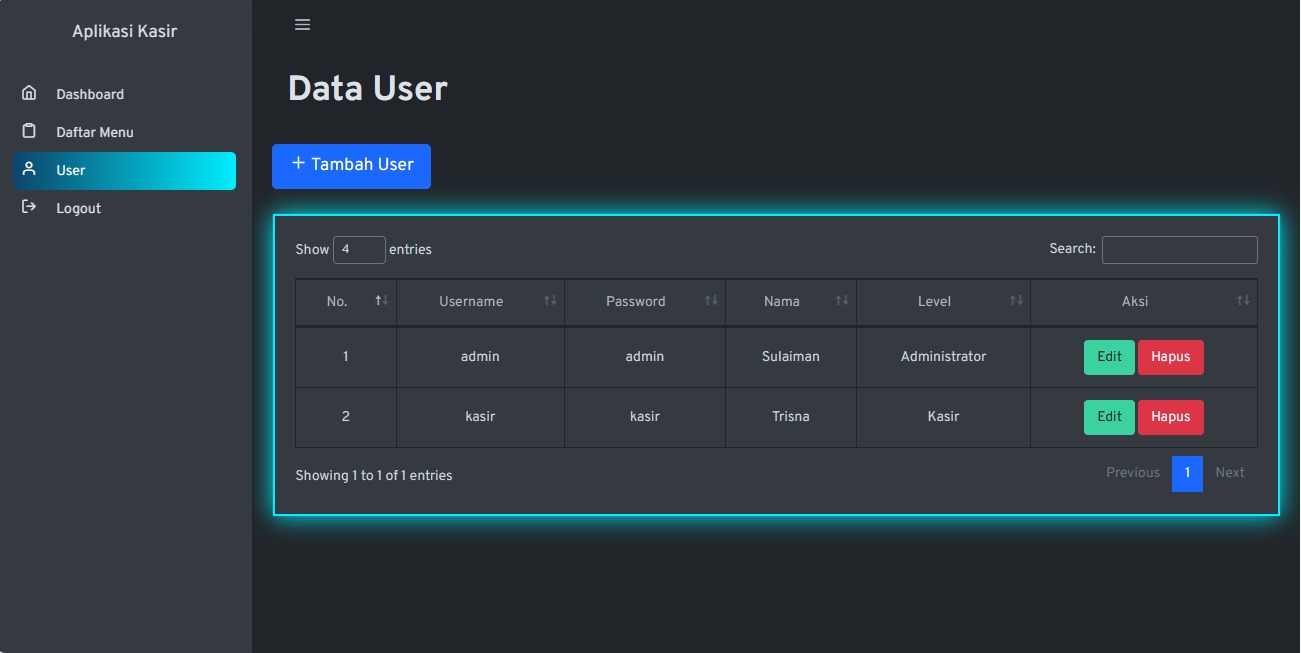 Aplikasi Kasir
Dashboard
Daftar Menu
User
Logout
Data User
+ Tambah User
Show 4 entries
Search:
No. Username Password Nama Level Aksi
1 admin admin Sulaiman Administrator Edit Hapus
2 kasir kasir Trisna Kasir Edit Hapus
Showing 1 to 1 of 1 entries
Previous 1 Next